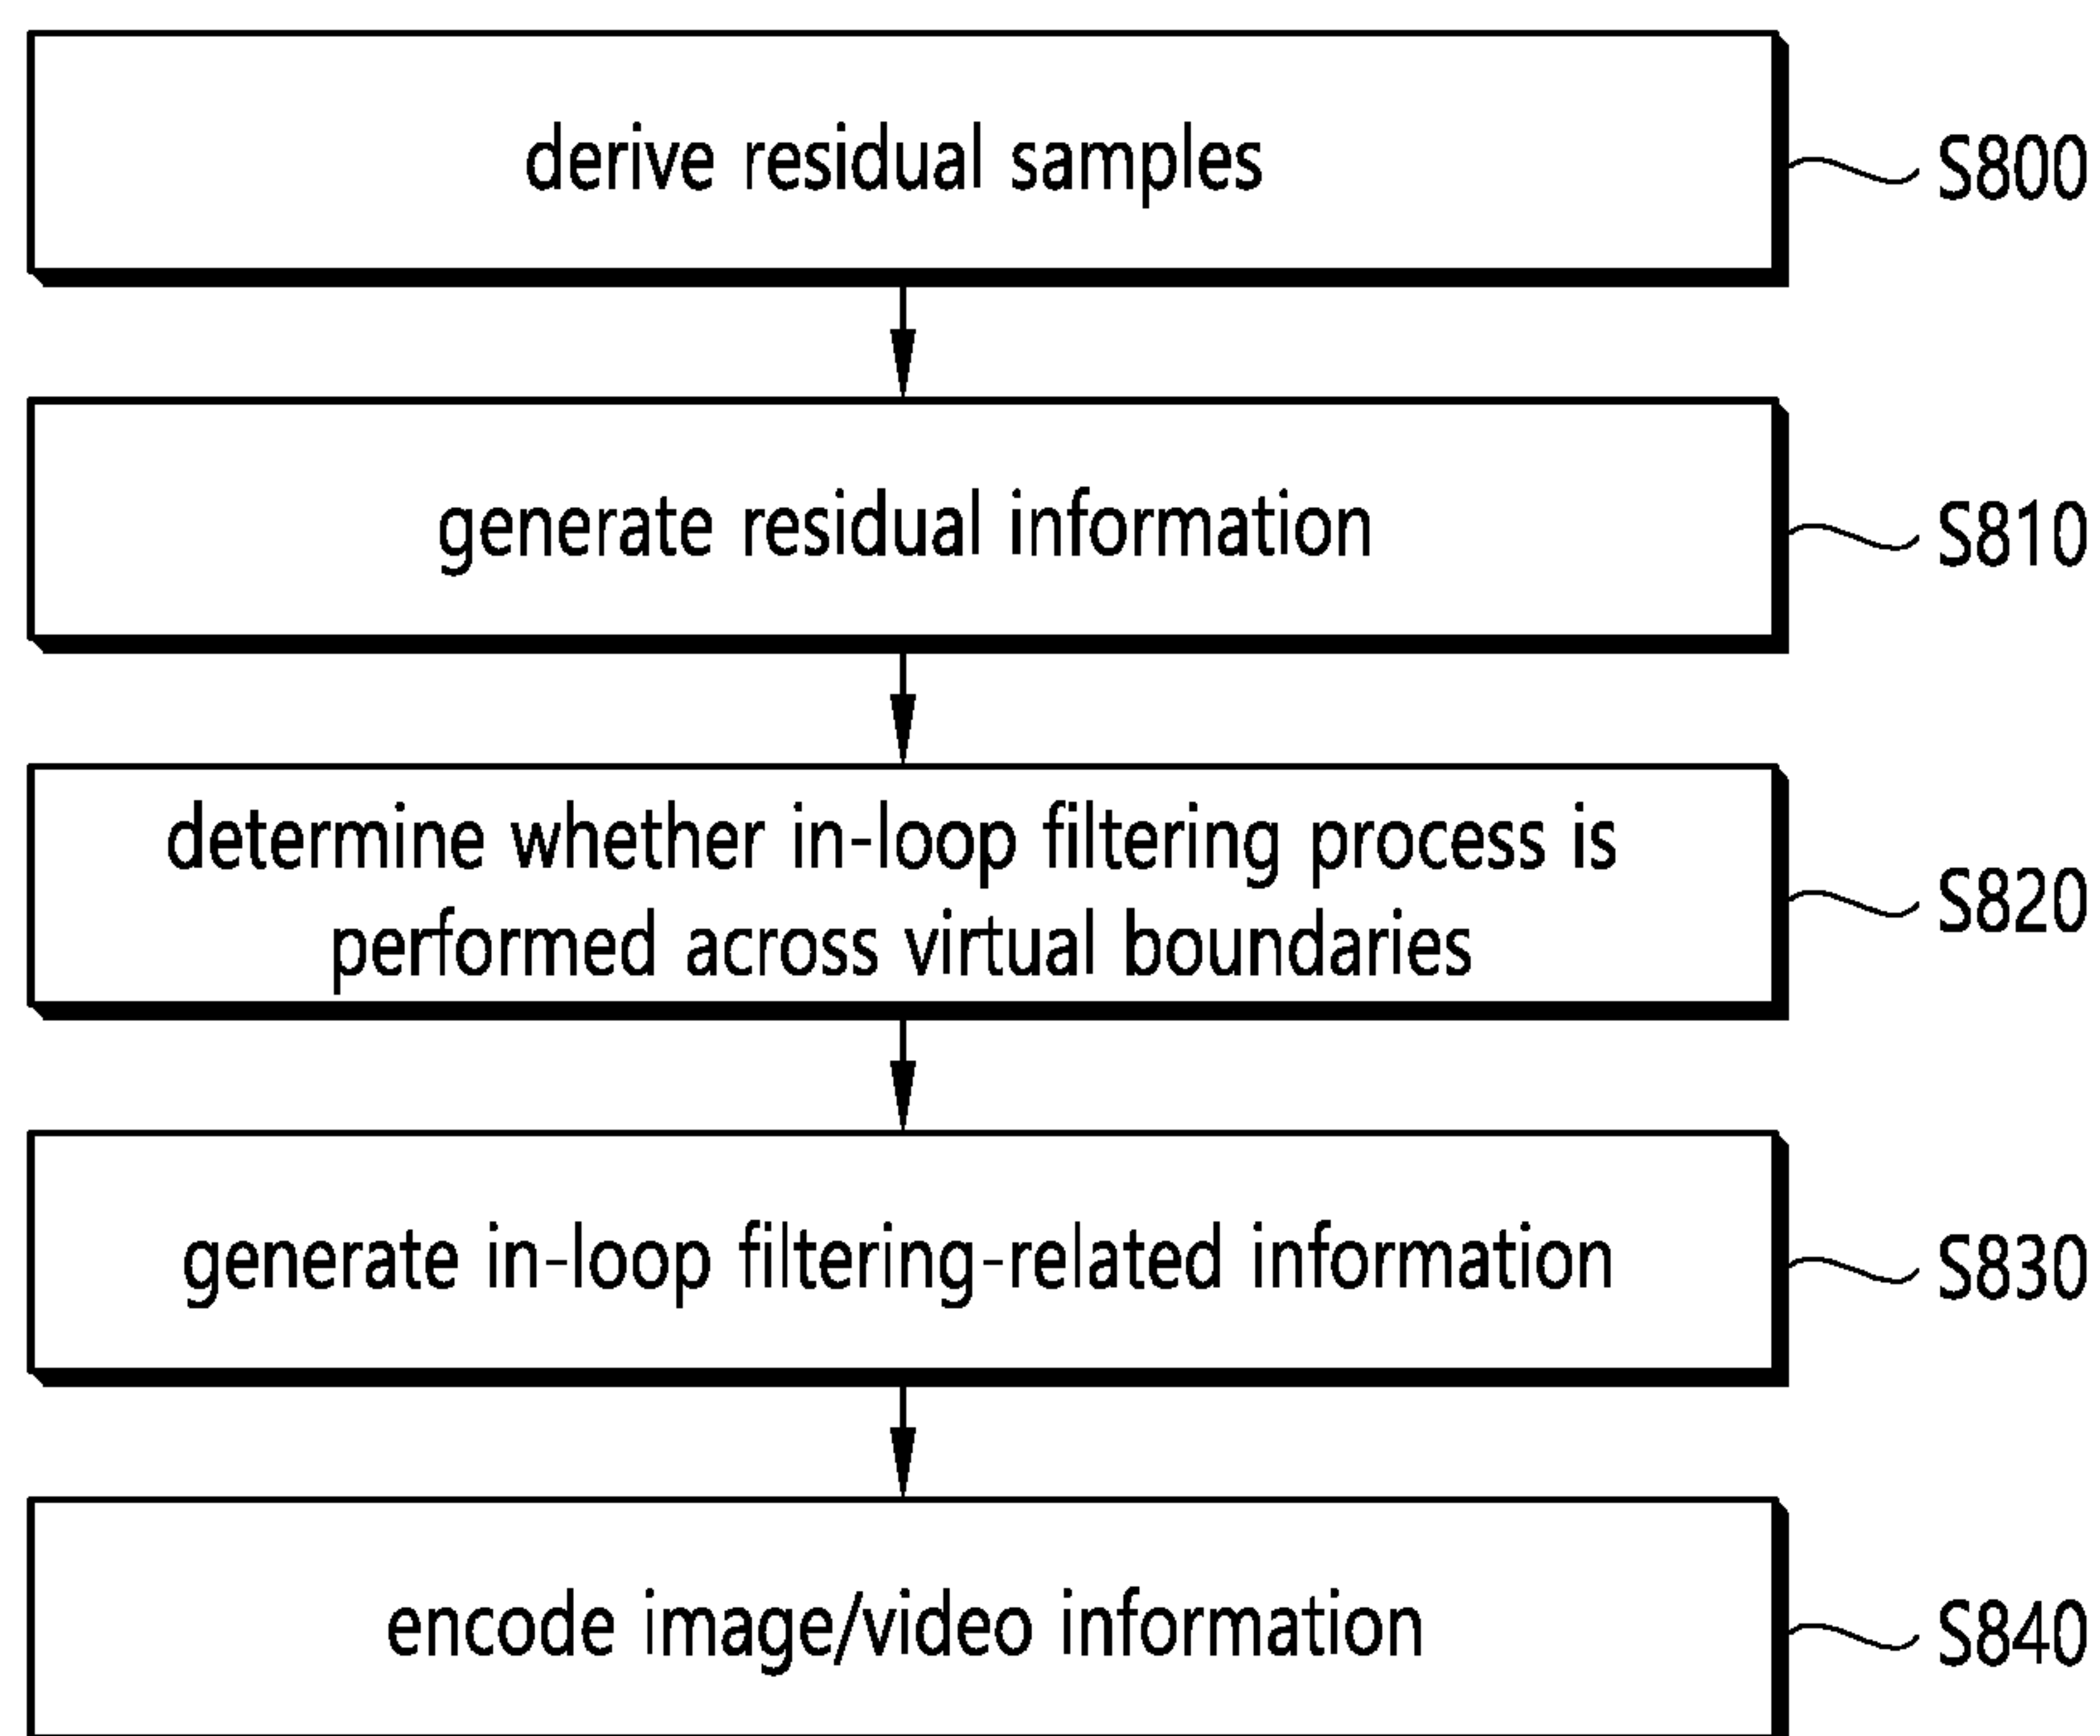 derive residual samples
S800
generate residual information
S810
determine whether in-loop filtering process is
performed across virtual boundaries
S820
generate in-loop filtering-related information
S830
encode image/video information
S840